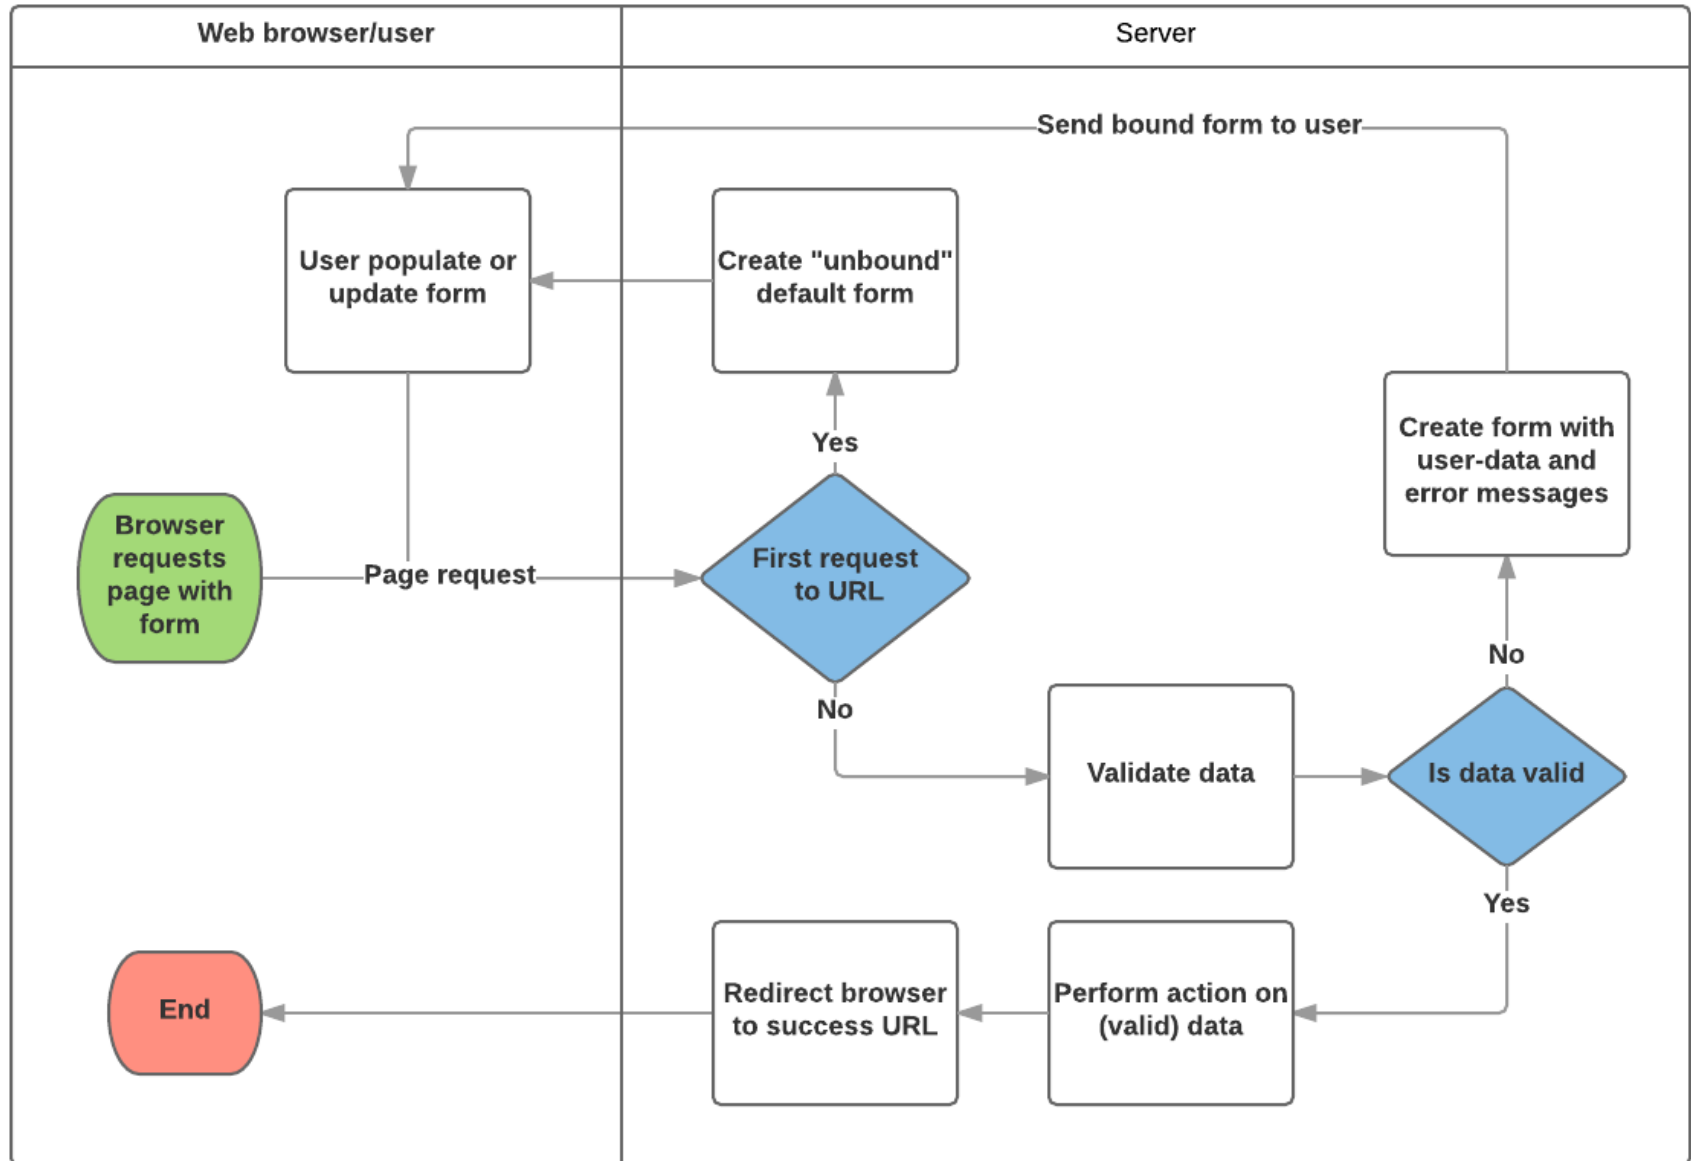 Web browser/user
Server
Send bound form to user
User populate or
update form
Create "unbound"
default form
Yes
Create form with
user-data and
error messages
Browser
requests
page with
form
Page request
First request
to URL
No
No
Validate data
Is data valid
Yes
End
Redirect browser
to success URL
Perform action on
(valid) data